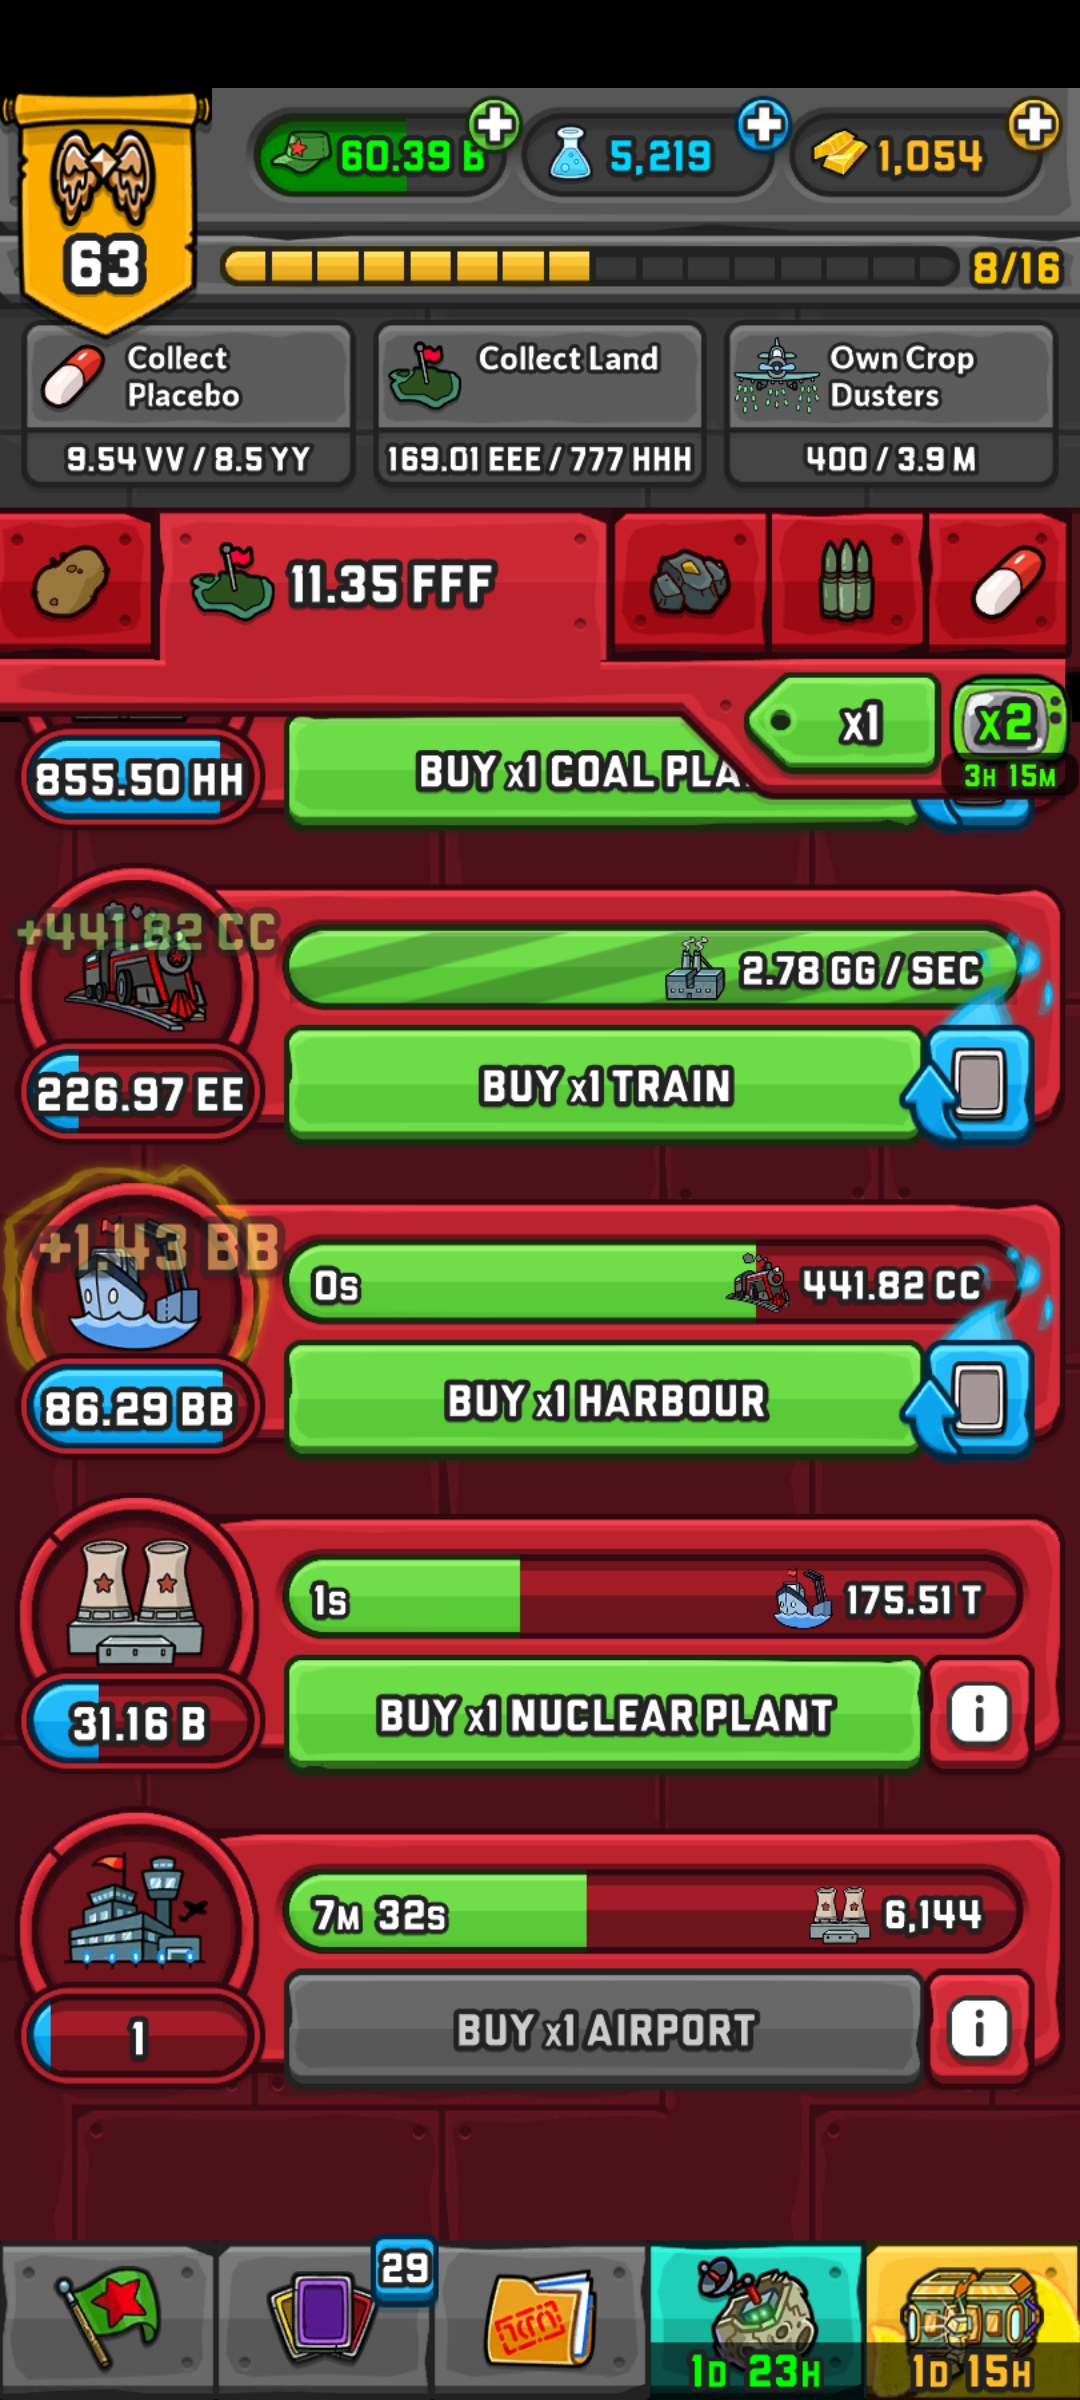 60.39 B
5,219
1,054
63
8/16
Collect
Placebo
9.54 VV / 8.5 YY
Collect Land
169.01 EEE / 777 HHH
Own Crop
Dusters
400 / 3.9 M
11.35 FFF
x1
x2
3H 15M
855.50 HH
BUY x1 COAL PLA
+441.82 CC
2.78 GG / SEC
226.97 EE
BUY x1 TRAIN
+1.43 BB
0s
441.82 CC
86.29 BB
BUY x1 HARBOUR
1s
175.51 T
31.16 B
BUY x1 NUCLEAR PLANT
i
7M 32s
6,144
1
BUY x1 AIRPORT
i
29
1D 23H
1D 15H